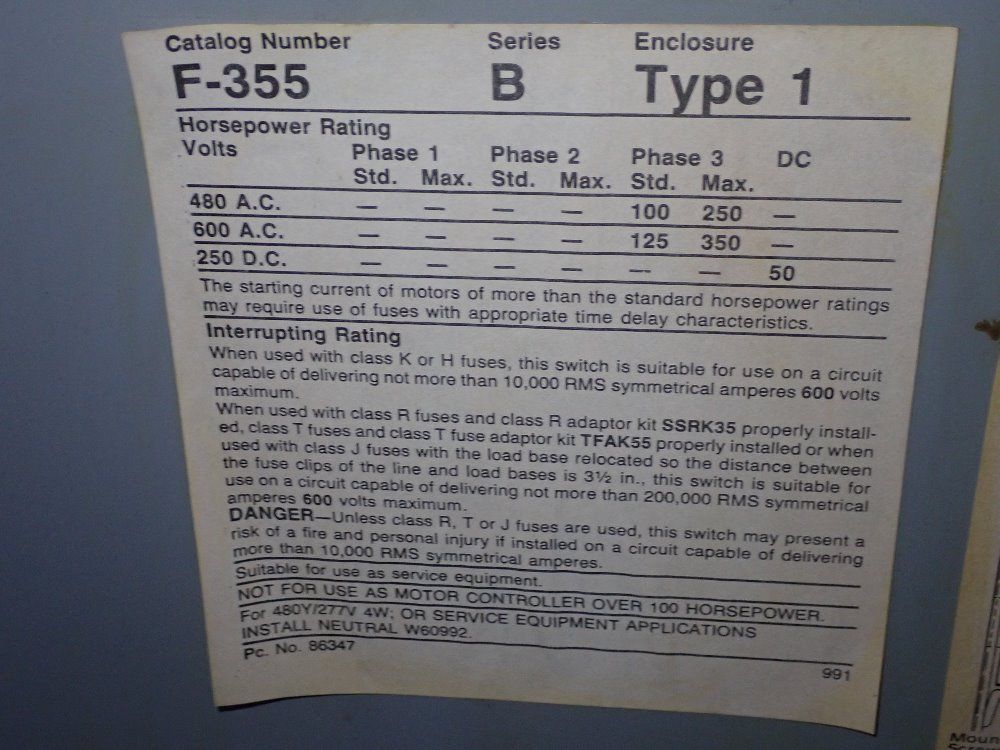 Catalog Number Series Enclosure
F-355 B Type 1
Horsepower Rating
Volts Phase 1 Phase 2 Phase 3 DC
Std. Max. Std. Max. Std. Max.
480 A.C. — — — — 100 250 —
600 A.C. — — — — 125 350 —
250 D.C. — — — — — — 50
The starting current of motors of more than the standard horsepower ratings
may require use of fuses with appropriate time delay characteristics.
Interrupting Rating
When used with class K or H fuses, this switch is suitable for use on a circuit
capable of delivering not more than 10,000 RMS symmetrical amperes 600 volts
maximum.
When used with class R fuses and class R adaptor kit SSRK35 properly install-
ed, class T fuses and class T fuse adaptor kit TFAK55 properly installed or when
used with class J fuses with the load base relocated so the distance between
the fuse clips of the line and load bases is 3½ in., this switch is suitable for
use on a circuit capable of delivering not more than 200,000 RMS symmetrical
amperes 600 volts maximum.
DANGER—Unless class R, T or J fuses are used, this switch may present a
risk of a fire and personal injury if installed on a circuit capable of delivering
more than 10,000 RMS symmetrical amperes.
Suitable for use as service equipment.
NOT FOR USE AS MOTOR CONTROLLER OVER 100 HORSEPOWER.
For 480Y/277V 4W; OR SERVICE EQUIPMENT APPLICATIONS
INSTALL NEUTRAL W60992.
Pc. No. 86347
991